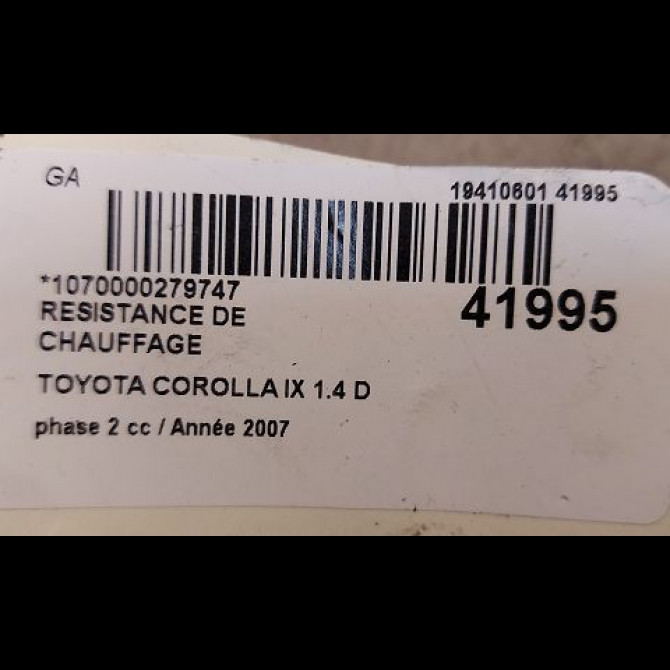 GA
19410601 41995
*1070000279747
41995
RESISTANCE DE
CHAUFFAGE
TOYOTA COROLLA IX 1.4 D
phase 2 cc / Année 2007